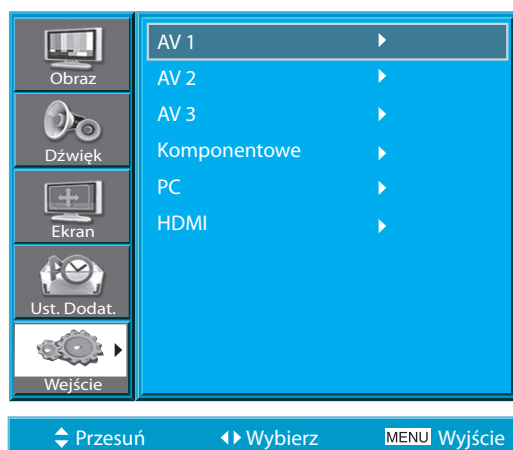 Obraz
Dźwięk
Ekran
Ust. Dodat.
Wejście
AV 1
AV 2
AV 3
Komponentowe
PC
HDMI
Przesuń Wybierz MENU Wyjście